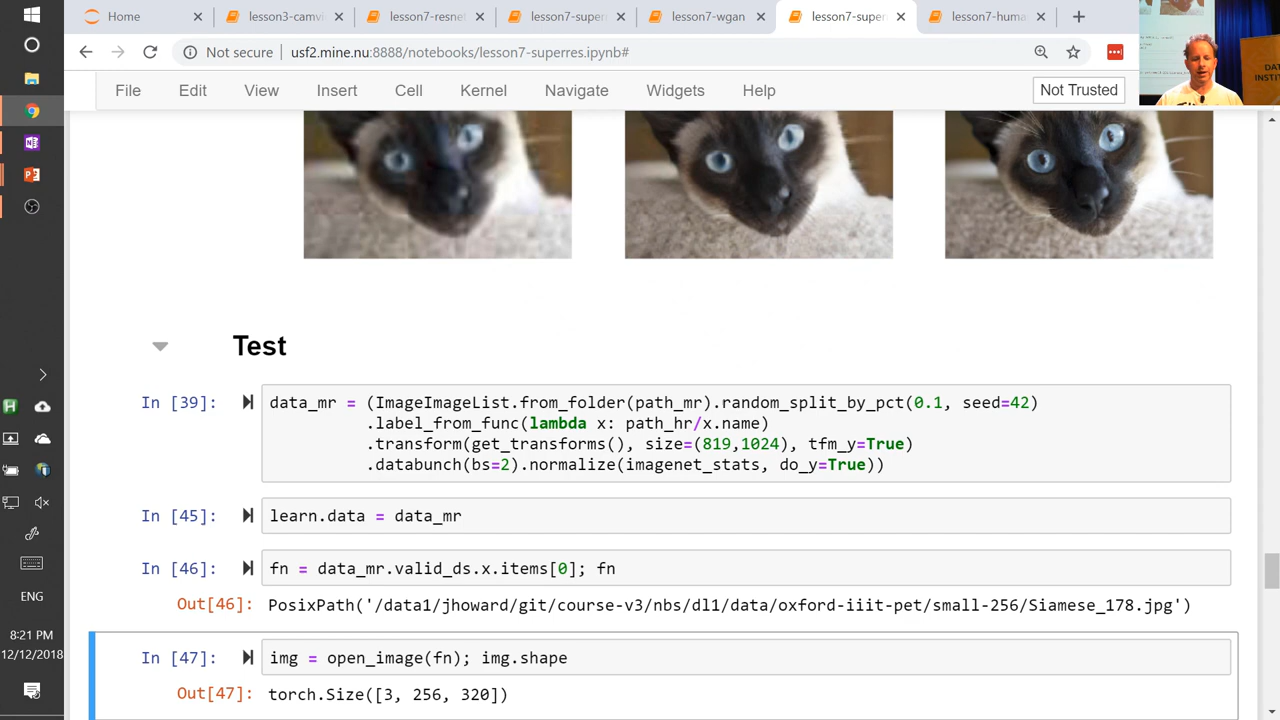 Home
lesson3-camvi
lesson7-resne
lesson7-super
lesson7-wgan
lesson7-super
lesson7-huma
Not secure
usf2.mine.nu:8888/notebooks/lesson7-superres.ipynb#
File
Edit
View
Insert
Cell
Kernel
Navigate
Widgets
Help
Not Trusted
DAT
INSTIT
Test
In [39]:
data_mr = (ImageImageList.from_folder(path_mr).random_split_by_pct(0.1, seed=42)
.label_from_func(lambda x: path_hr/x.name)
.transform(get_transforms(), size=(819,1024), tfm_y=True)
.databunch(bs=2).normalize(imagenet_stats, do_y=True))
In [45]:
learn.data = data_mr
In [46]:
fn = data_mr.valid_ds.x.items[0]; fn
Out[46]:
PosixPath('/data1/jhoward/git/course-v3/nbs/dl1/data/oxford-iiit-pet/small-256/Siamese_178.jpg')
In [47]:
img = open_image(fn); img.shape
Out[47]:
torch.Size([3, 256, 320])
ENG
8:21 PM
12/12/2018